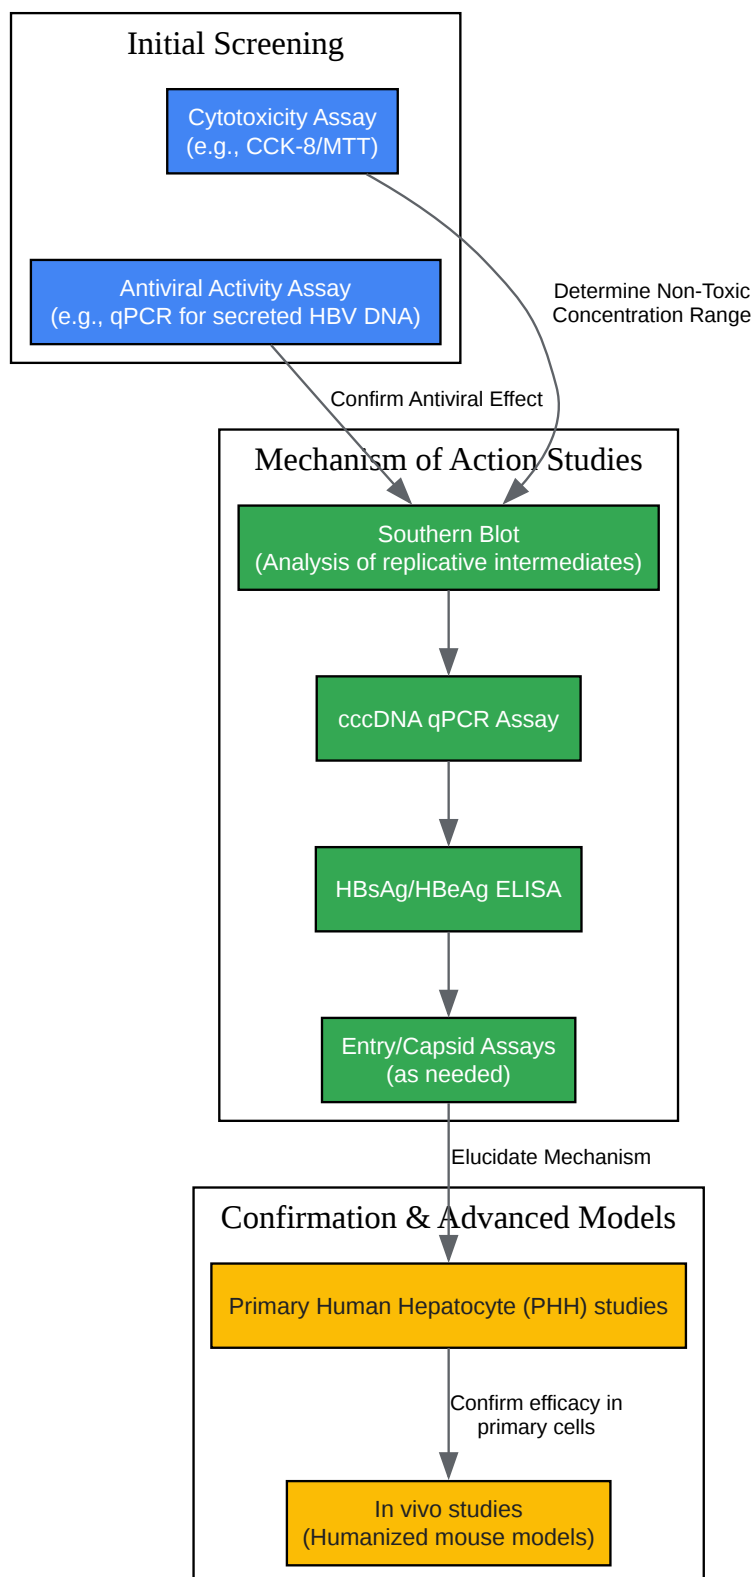 Initial Screening
Cytotoxicity Assay
(e.g., CCK-8/MTT)
Antiviral Activity Assay
(e.g., qPCR for secreted HBV DNA)
Determine Non-Toxic
Concentration Range
Confirm Antiviral Effect
Mechanism of Action Studies
Southern Blot
(Analysis of replicative intermediates)
cccDNA qPCR Assay
HBsAg/HBeAg ELISA
Entry/Capsid Assays
(as needed)
Elucidate Mechanism
Confirmation & Advanced Models
Primary Human Hepatocyte (PHH) studies
Confirm efficacy in
primary cells
In vivo studies
(Humanized mouse models)